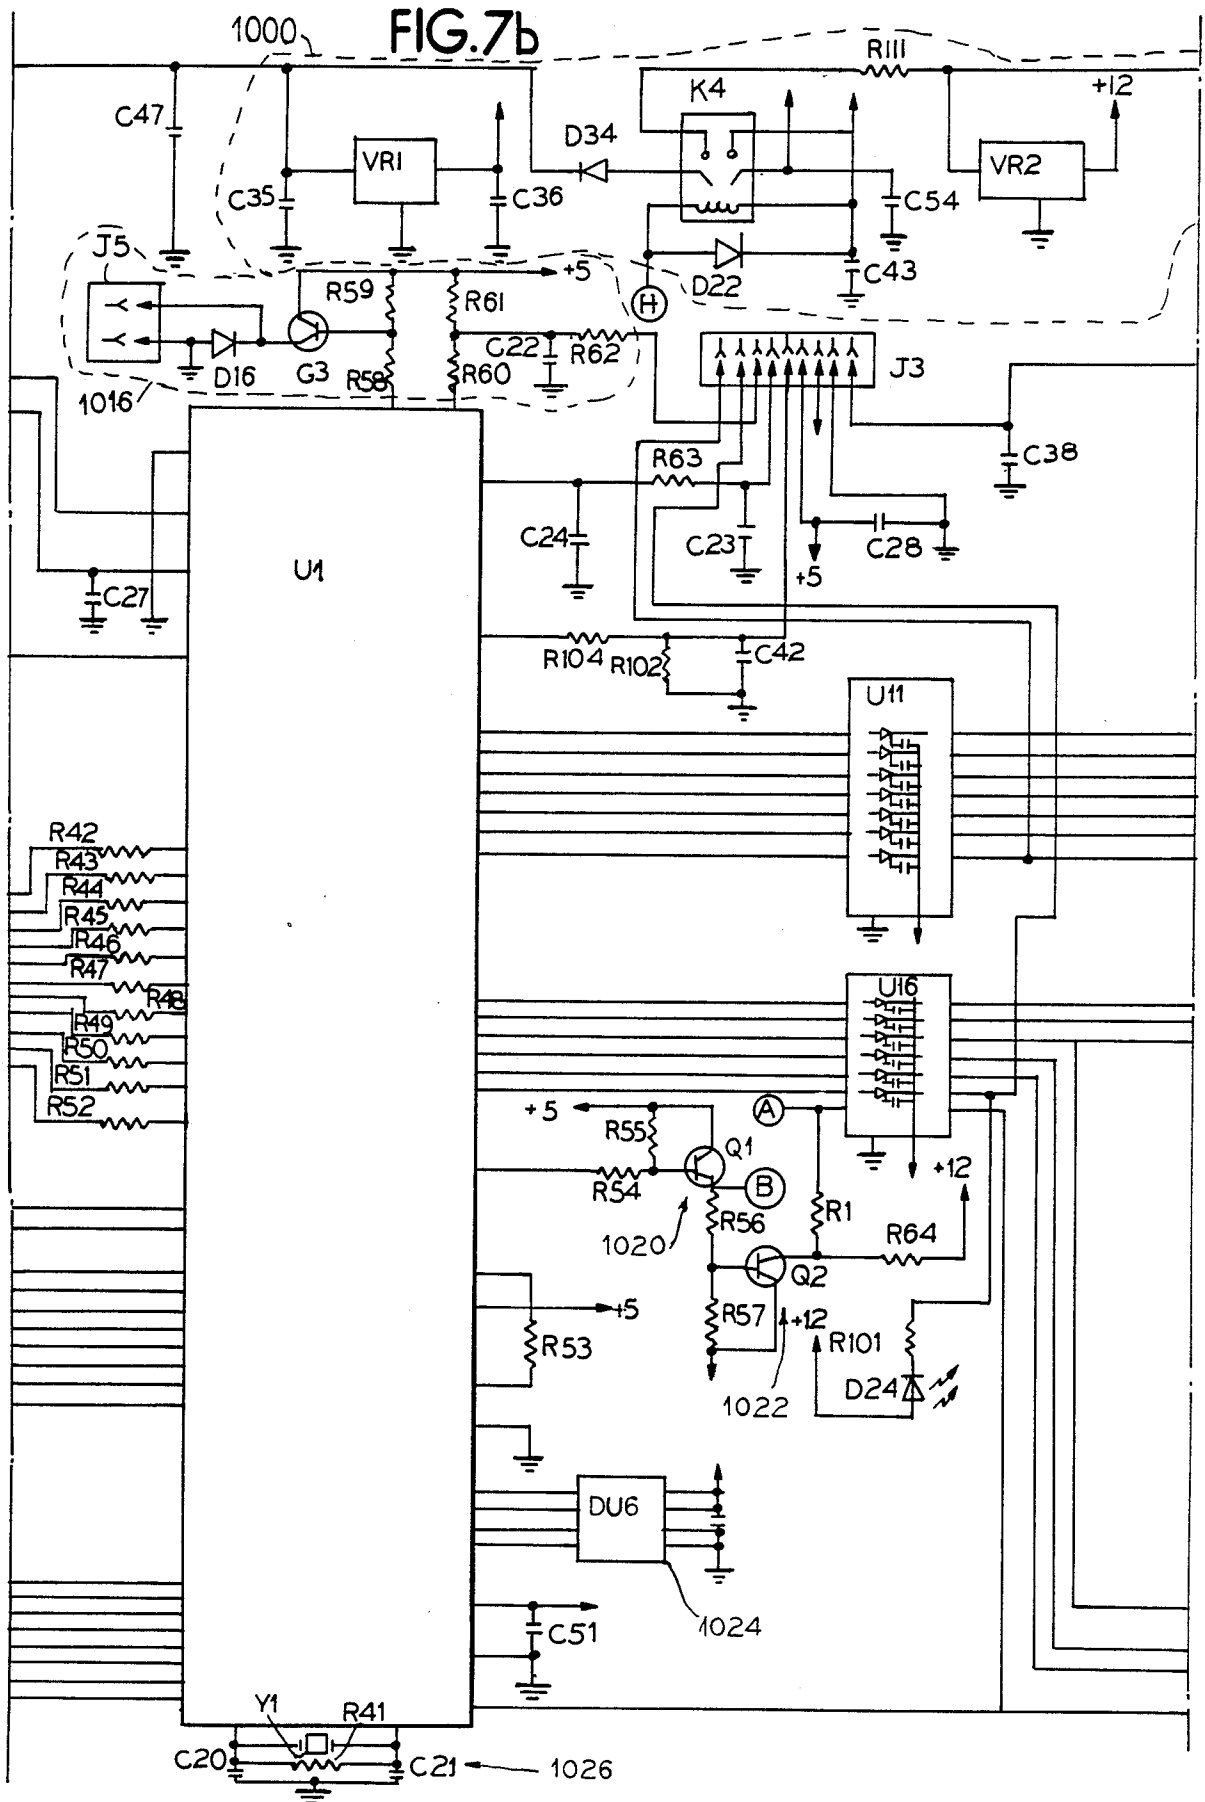 FIG.7b
1000
R111
C47
K4
+12
D34
VR1
VR2
C35
C36
C54
J5
+5
D22
C43
R59
R61
H
C22
R62
D16
G3
R58
R60
J3
1016
R63
C38
C24
C23
C28
U1
+5
C27
R104
R102
C42
U11
R42
R43
R44
R45
R46
R47
R48
R49
R50
R51
R52
U16
+5
A
R55
Q1
+12
R54
B
R56
R1
1020
R64
Q2
R57
+12
+5
R53
R101
D24
1022
DU6
1024
C51
Y1
R41
C20
C21
1026